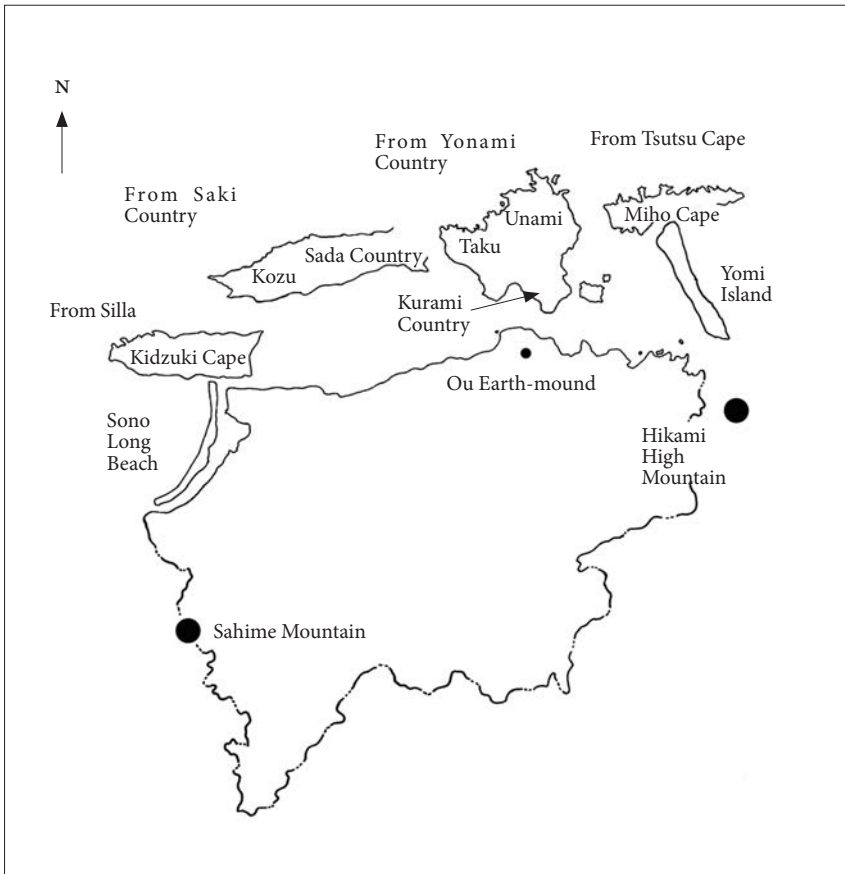 N
From Tsutsu Cape
From Yonami
Country
From Saki
Country
Miho Cape
Unami
Taku
Sada Country
Kozu
Yomi
Island
Kurami
Country
From Silla
Kidzuki Cape
Ou Earth-mound
Sono
Long
Beach
Hikami
High
Mountain
Sahime Mountain